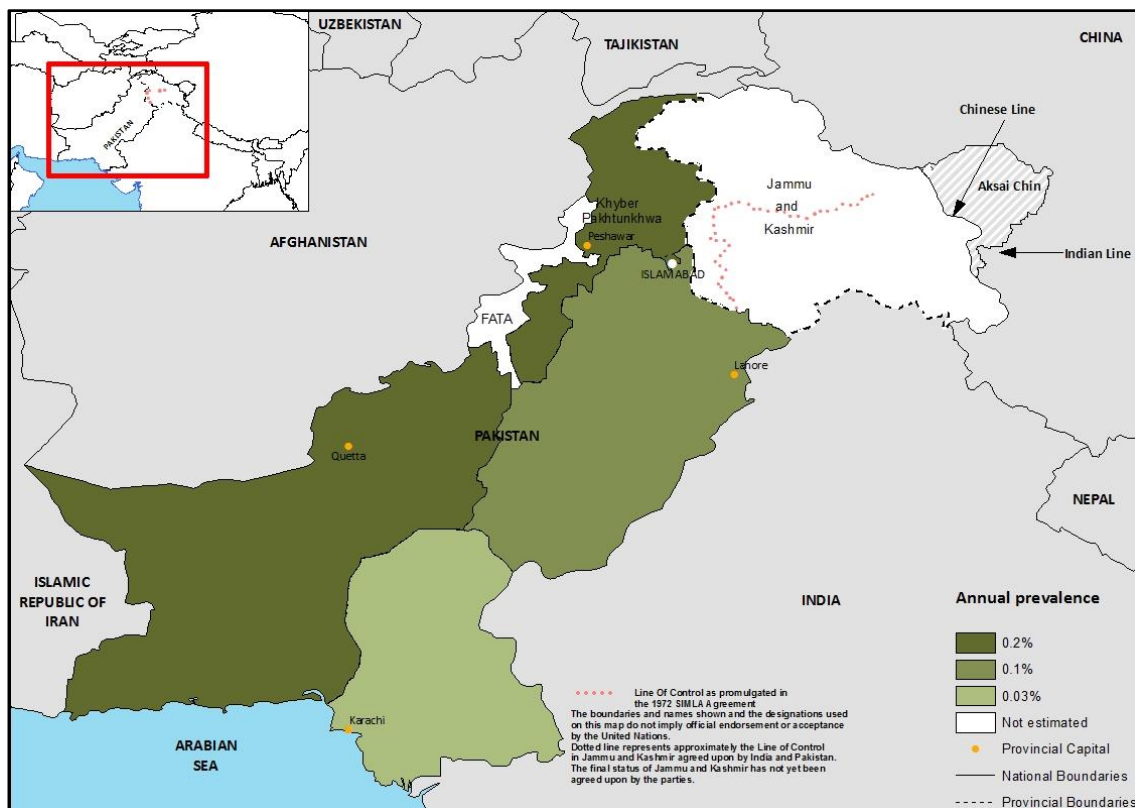 UZBEKISTAN
TAJIKISTAN
CHINA
PAKISTAN
Chinese Line
Aksai Chin
Indian Line
Jammu
and
Kashmir
Khyber
Pakhtunkhwa
Peshawar
AFGHANISTAN
ISLAMABAD
FATA
Lahore
PAKISTAN
Quetta
NEPAL
ISLAMIC
REPUBLIC OF
IRAN
INDIA
Karachi
ARABIAN
SEA
Line Of Control as promulgated in
the 1972 SIMLA Agreement
The boundaries and names shown and the designations used
on this map do not imply official endorsement or acceptance
by the United Nations.
Dotted line represents approximately the Line of Control
in Jammu and Kashmir agreed upon by India and Pakistan.
The final status of Jammu and Kashmir has not yet been
agreed upon by the parties.
Annual prevalence
0.2%
0.1%
0.03%
Not estimated
Provincial Capital
National Boundaries
Provincial Boundaries